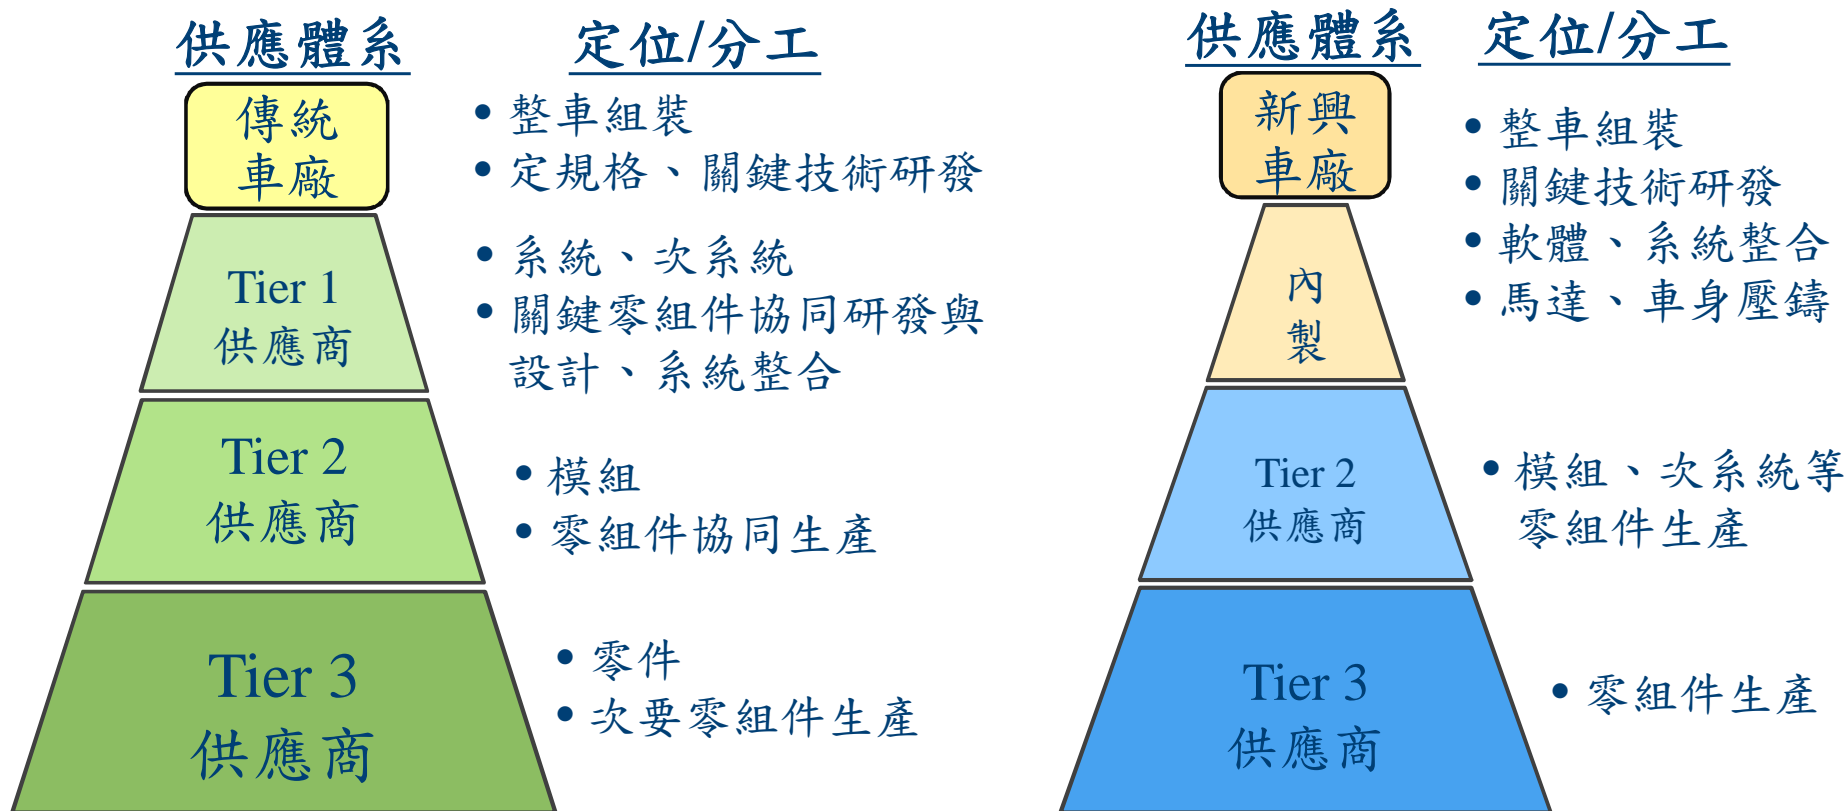 供應體系
定位/分工
傳統
車廠
• 整車組裝
• 定規格、關鍵技術研發
Tier 1
供應商
• 系統、次系統
• 關鍵零組件協同研發與
設計、系統整合
Tier 2
供應商
• 模組
• 零組件協同生產
Tier 3
供應商
• 零件
• 次要零組件生產
供應體系
定位/分工
新興
車廠
• 整車組裝
• 關鍵技術研發
• 軟體、系統整合
• 馬達、車身壓鑄
內
製
Tier 2
供應商
• 模組、次系統等
零組件生產
Tier 3
供應商
• 零組件生產